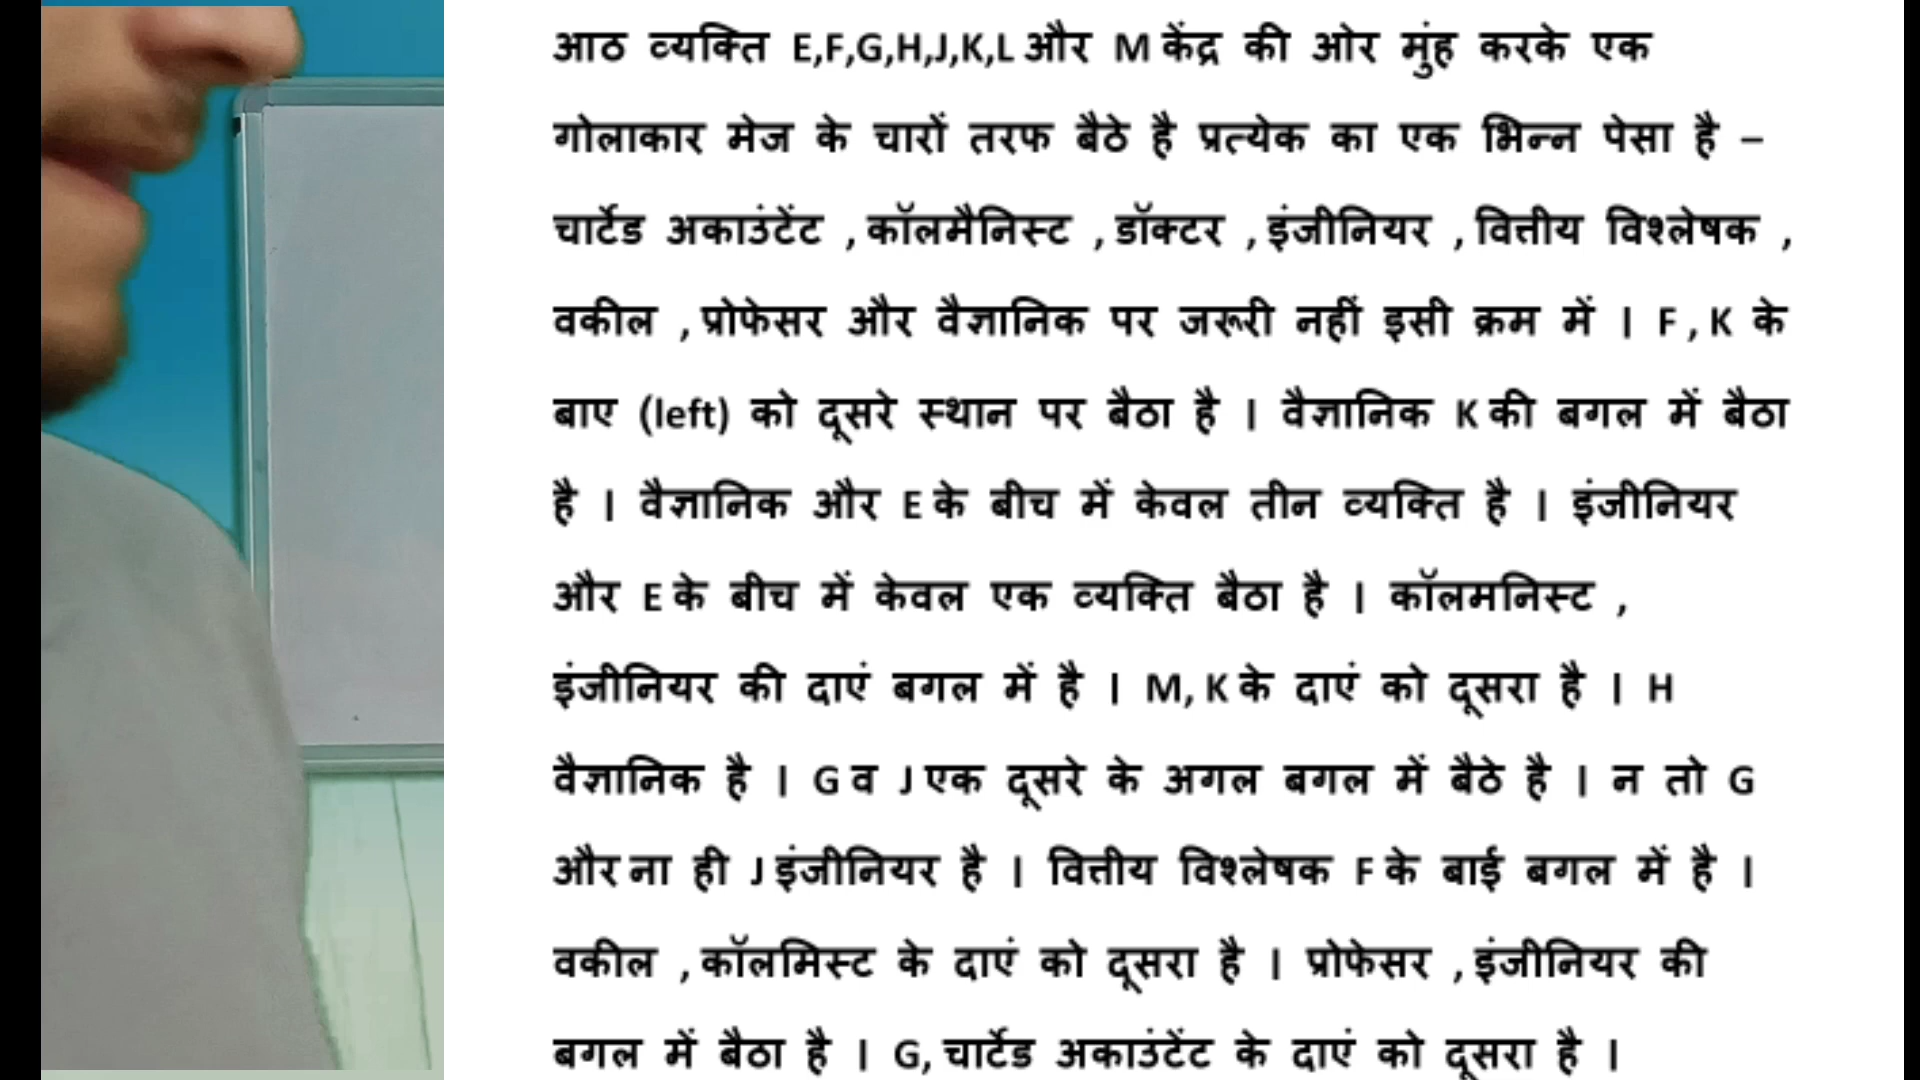 आठ व्यक्ति E,F,G,H,J,K,L और M केंद्र की ओर मुंह करके एक
गोलाकार मेज के चारों तरफ बैठे है प्रत्येक का एक भिन्न पेसा है –
चार्टेड अकाउंटेंट , कॉलमैनिस्ट , डॉक्टर , इंजीनियर , वित्तीय विश्लेषक ,
वकील , प्रोफेसर और वैज्ञानिक पर जरूरी नहीं इसी क्रम में । F , K के
बाए (left) को दूसरे स्थान पर बैठा है । वैज्ञानिक K की बगल में बैठा
है । वैज्ञानिक और E के बीच में केवल तीन व्यक्ति है । इंजीनियर
और E के बीच में केवल एक व्यक्ति बैठा है । कॉलमनिस्ट ,
इंजीनियर की दाएं बगल में है । M, K के दाएं को दूसरा है । H
वैज्ञानिक है । G व J एक दूसरे के अगल बगल में बैठे है । न तो G
और ना ही J इंजीनियर है । वित्तीय विश्लेषक F के बाई बगल में है ।
वकील , कॉलमिस्ट के दाएं को दूसरा है । प्रोफेसर , इंजीनियर की
बगल में बैठा है । G, चार्टेड अकाउंटेंट के दाएं को दूसरा है ।